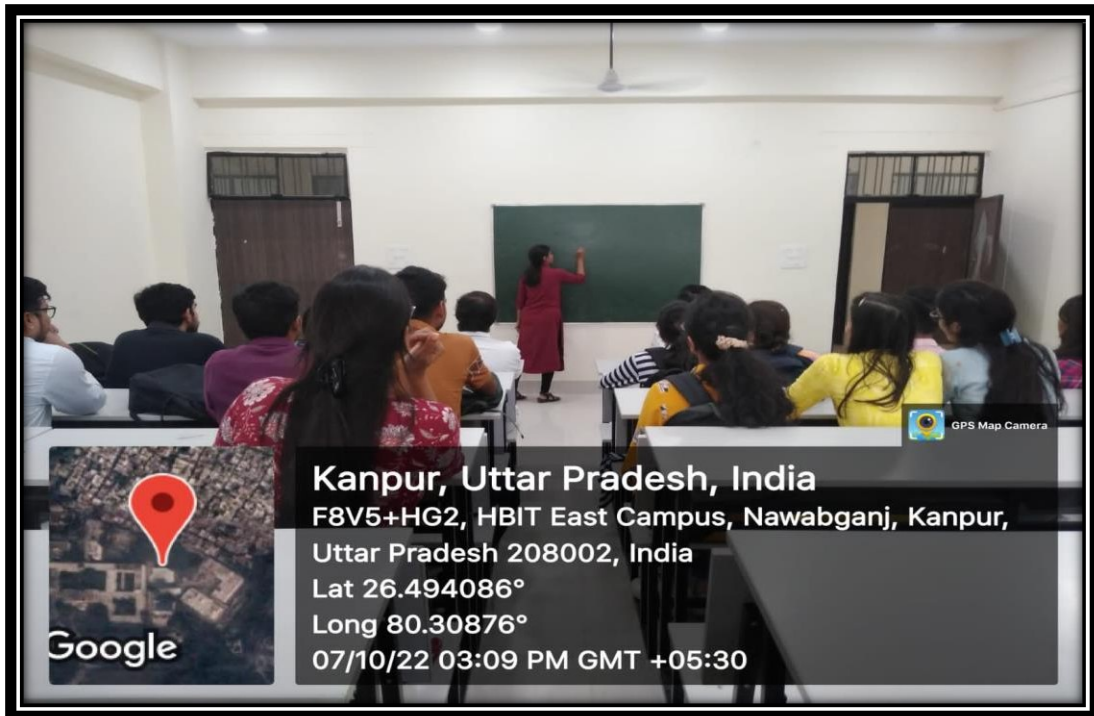 GPS Map Camera
Kanpur, Uttar Pradesh, India
F8V5+HG2, HBIT East Campus, Nawabganj, Kanpur,
Uttar Pradesh 208002, India
Lat 26.494086°
Long 80.30876°
07/10/22 03:09 PM GMT +05:30
Google